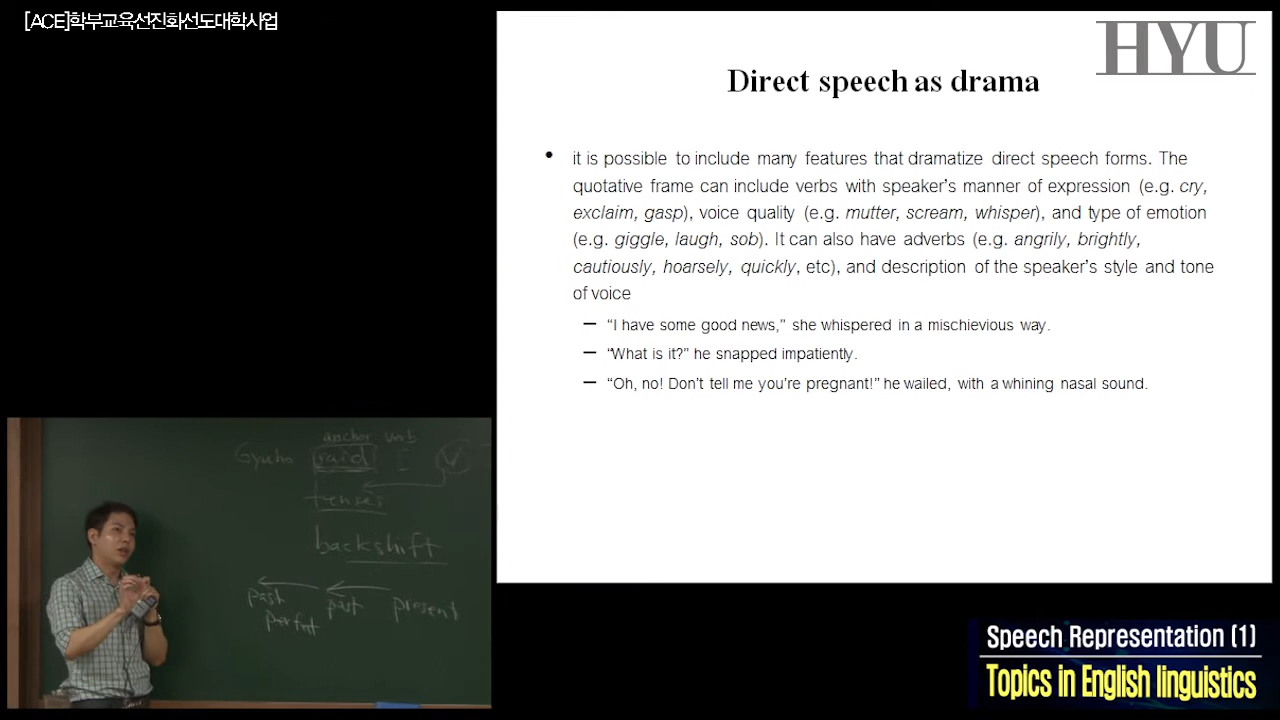 [ACE]학부교육선진화선도대학사업
HYU
Direct speech as drama
• it is possible to include many features that dramatize direct speech forms. The
quotative frame can include verbs with speaker's manner of expression (e.g. cry,
exclaim, gasp), voice quality (e.g. mutter, scream, whisper), and type of emotion
(e.g. giggle, laugh, sob). It can also have adverbs (e.g. angrily, brightly,
cautiously, hoarsely, quickly, etc), and description of the speaker's style and tone
of voice
– “I have some good news,” she whispered in a mischievious way.
– “What is it?” he snapped impatiently.
– “Oh, no! Don't tell me you're pregnant!” he wailed, with a whining nasal sound.
anchor verb
Gyuho said
tenses
backshift
past past present
perfect
Speech Representation (1)
Topics in English linguistics